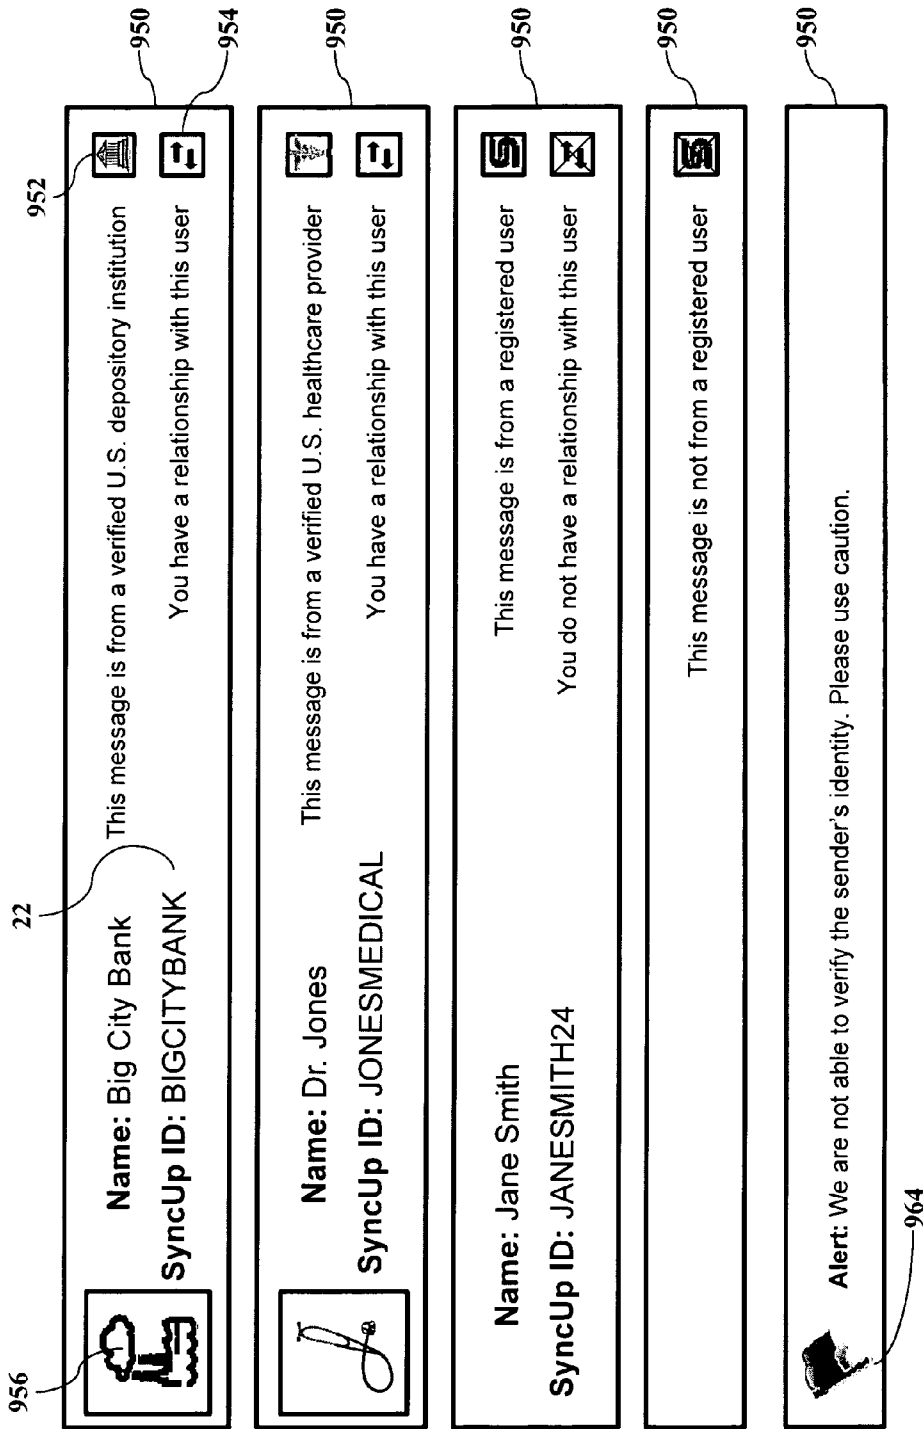 952
950
954
This message is from a verified U.S. depository institution
You have a relationship with this user
22
Name: Big City Bank
SyncUp ID: BIGCITYBANK
956
950
This message is from a verified U.S. healthcare provider
You have a relationship with this user
Name: Dr. Jones
SyncUp ID: JONESMEDICAL
950
This message is from a registered user
You do not have a relationship with this user
Name: Jane Smith
SyncUp ID: JANESMITH24
950
This message is not from a registered user
950
Alert: We are not able to verify the sender's identity. Please use caution.
964